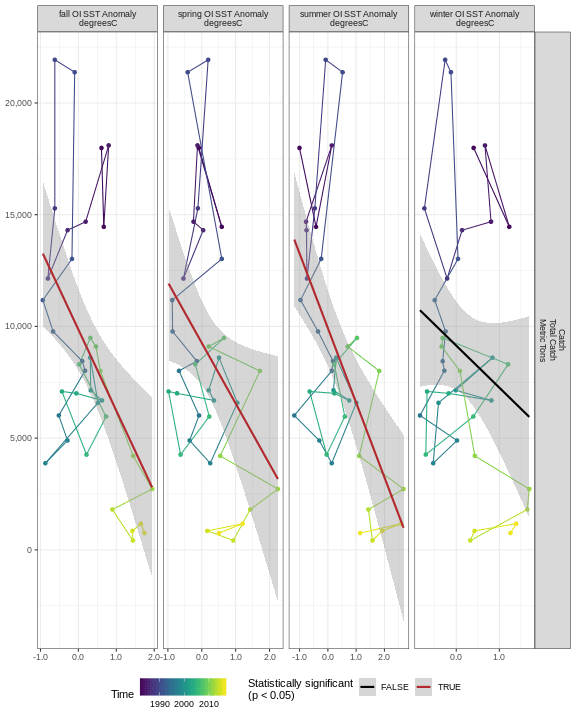 fall OI SST Anomaly
degreesC
spring OI SST Anomaly
degreesC
summer OI SST Anomaly
degreesC
winter OI SST Anomaly
degreesC
20,000
15,000
10,000
5,000
0
Catch
Total Catch
Metric Tons
-1.0 0.0 1.0 2.0
-1.0 0.0 1.0 2.0
-1.0 0.0 1.0 2.0
0.0 1.0
Time
1990 2000 2010
Statistically significant
(p < 0.05)
FALSE
TRUE